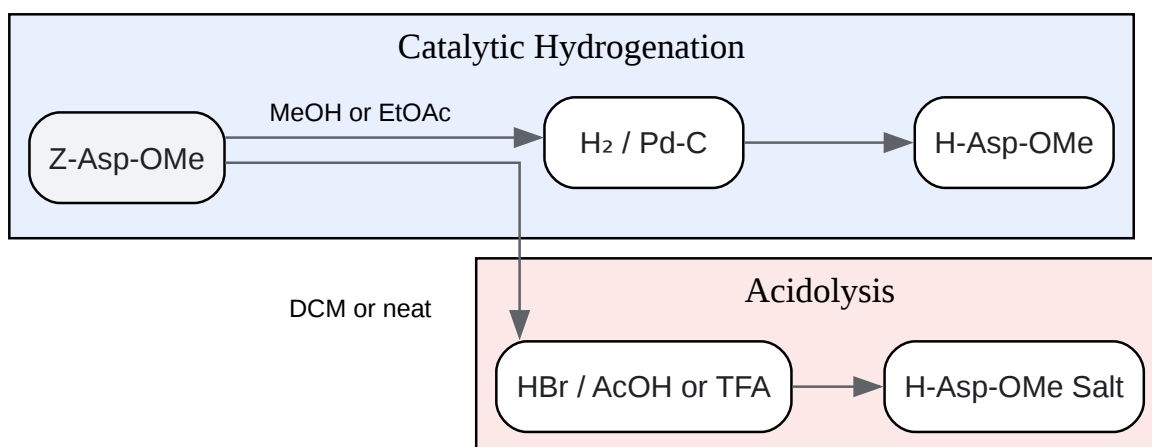 Catalytic Hydrogenation
MeOH or EtOAc
Z-Asp-OMe
H₂ / Pd-C
H-Asp-OMe
Acidolysis
DCM or neat
HBr / AcOH or TFA
H-Asp-OMe Salt